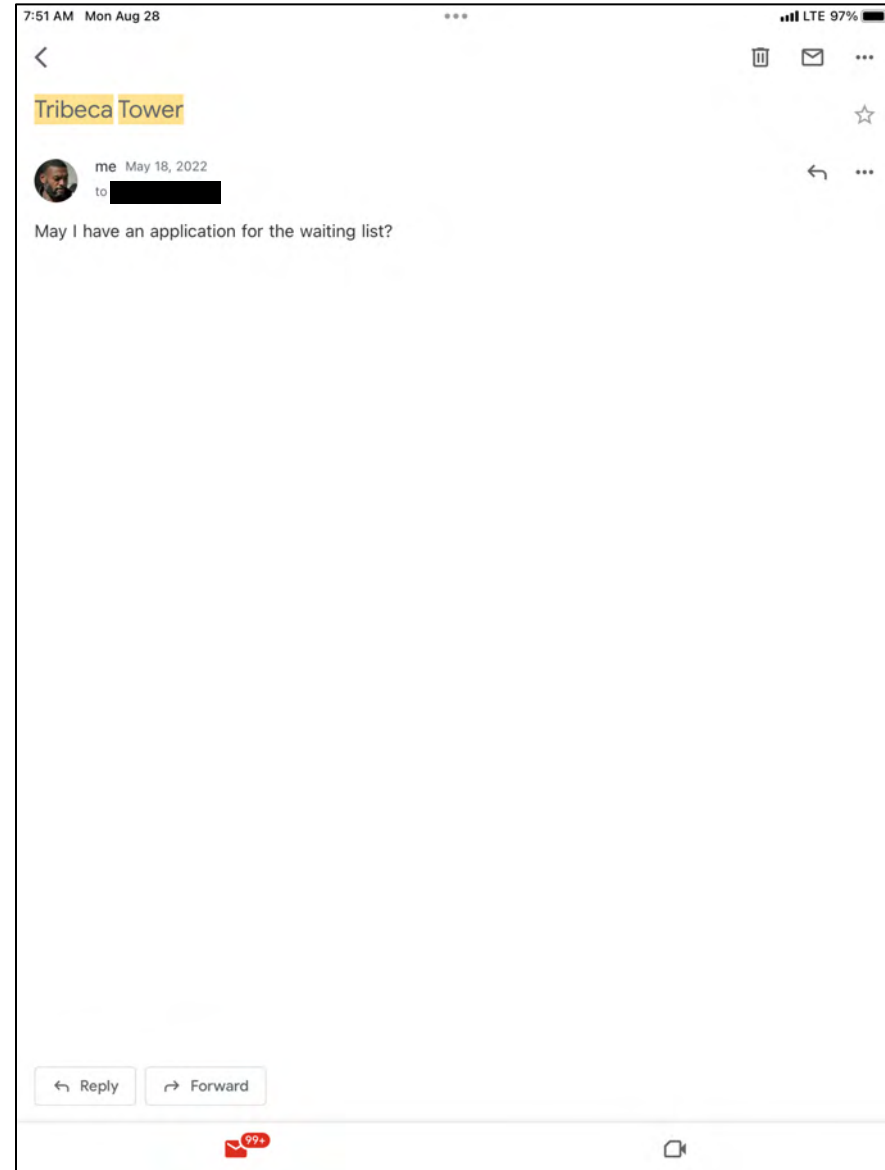 7:51 AM Mon Aug 28 LTE 97%
Tribeca Tower
me May 18, 2022
to
May I have an application for the waiting list?
Reply Forward
99+